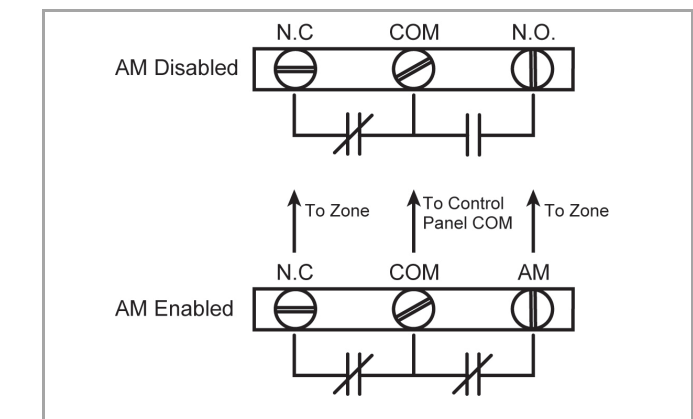 N.C COM N.O.
AM Disabled
To Zone To Control Panel COM To Zone
N.C COM AM
AM Enabled